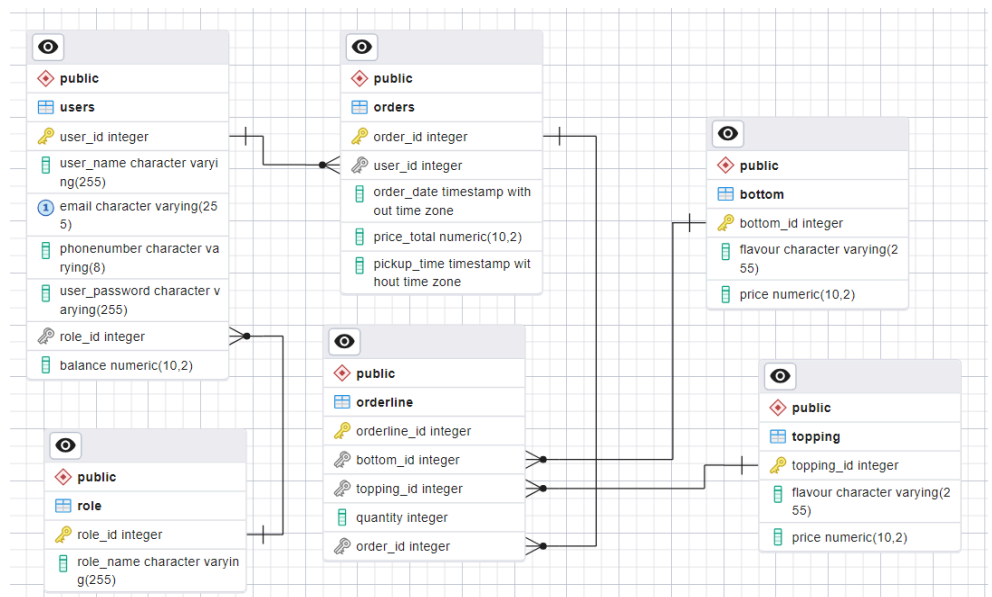 public
users
user_id integer
user_name character varyi
ng(255)
1
email character varying(25
5)
phonenumber character va
rying(8)
user_password character v
arying(255)
role_id integer
balance numeric(10,2)
public
orders
order_id integer
user_id integer
order_date timestamp with
out time zone
price_total numeric(10,2)
pickup_time timestamp wit
hout time zone
public
bottom
bottom_id integer
flavour character varying(2
55)
price numeric(10,2)
public
orderline
orderline_id integer
bottom_id integer
topping_id integer
quantity integer
order_id integer
public
topping
topping_id integer
flavour character varying(2
55)
price numeric(10,2)
public
role
role_id integer
role_name character varyin
g(255)